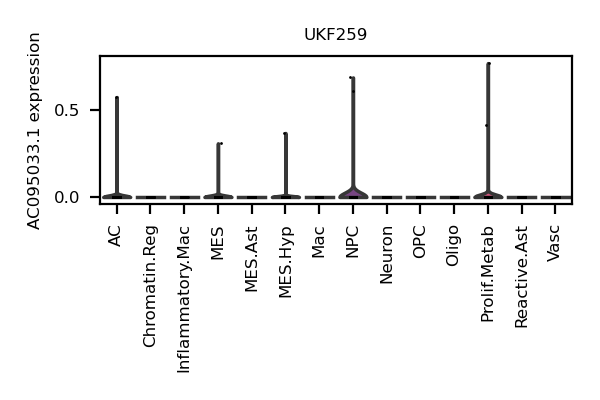 UKF259
AC095033.1 expression
0.5
0.0
AC
Chromatin.Reg
Inflammatory.Mac
MES
MES.Ast
MES.Hyp
Mac
NPC
Neuron
OPC
Oligo
Prolif.Metab
Reactive.Ast
Vasc